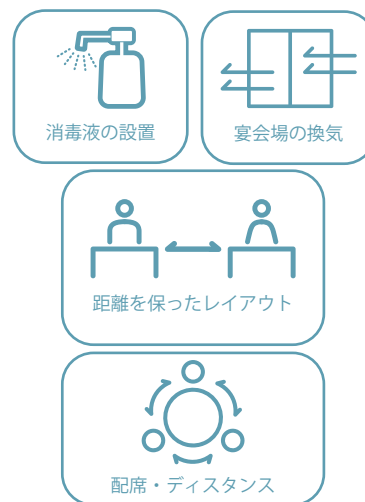 消毒液の設置
宴会場の換気
距離を保ったレイアウト
配席・ディスタンス